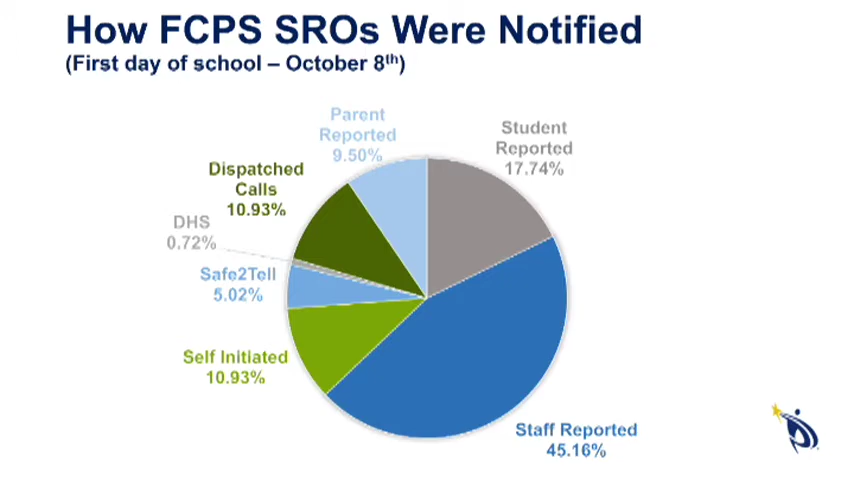 How FCPS SROs Were Notified
(First day of school – October 8th)
Parent
Reported
9.50%
Student
Reported
17.74%
Dispatched
Calls
10.93%
DHS
0.72%
Safe2Tell
5.02%
Self Initiated
10.93%
Staff Reported
45.16%